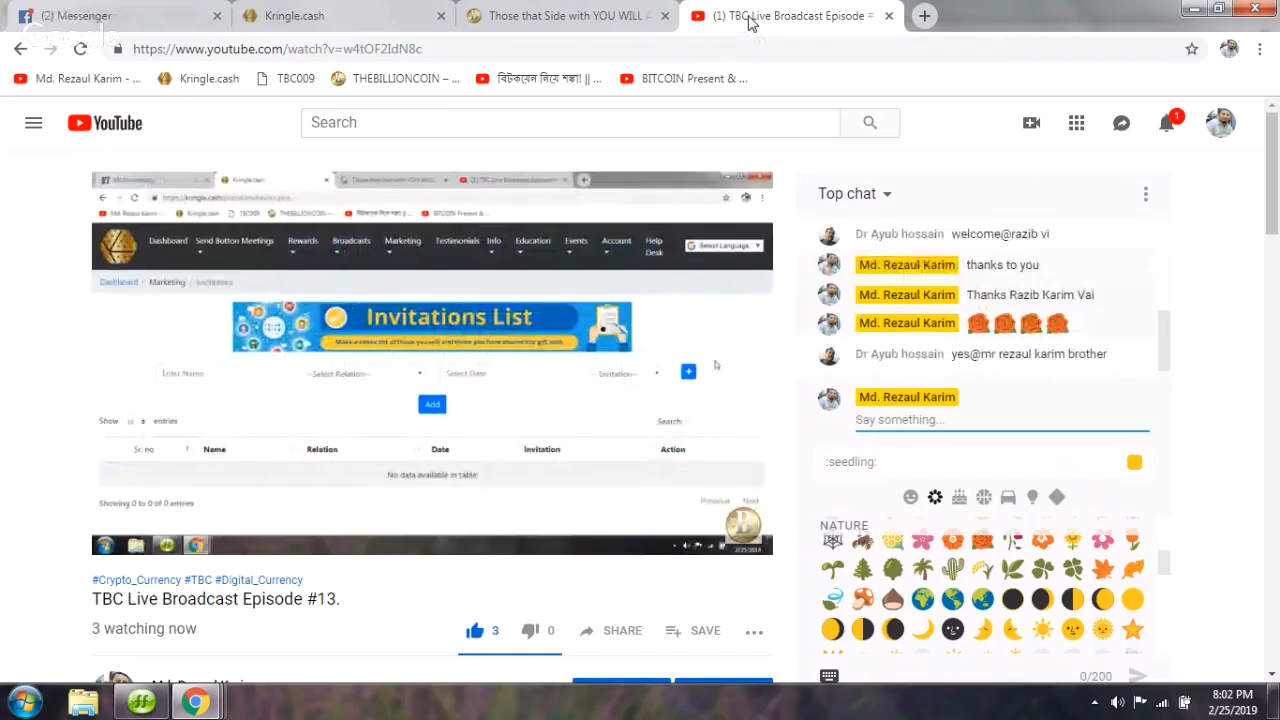 (2) Messenger
Kringle.cash
Those that Side with YOU WILL A
(1) TBC Live Broadcast Episode #
https://www.youtube.com/watch?v=w4tOF2IdN8c
Md. Rezaul Karim - ...
Kringle.cash
TBC009
THEBILLIONCOIN – ...
বিটকয়েন নিয়ে শঙ্কা! || ...
BITCOIN Present & ...
YouTube
Search
1
Dashboard Send Button Meetings Rewards Broadcasts Marketing Testimonials Info Education Events Account Help Desk
Select Language
Dashboard Marketing Invitations
Invitations List
Enter Name
--Select Relation--
Select Date
-- Invitation--
+
Add
Show entries
Search:
Sr. no Name Relation Date Invitation Action
No data available in table
Showing 0 to 0 of 0 entries
Previous Next
2/25/2019
#Crypto_Currency #TBC #Digital_Currency
TBC Live Broadcast Episode #13.
3 watching now
3
0
SHARE
SAVE
Top chat
Dr Ayub hossain welcome@razib vi
Md. Rezaul Karim thanks to you
Md. Rezaul Karim Thanks Razib Karim Vai
Md. Rezaul Karim
Dr Ayub hossain yes@mr rezaul karim brother
Md. Rezaul Karim
Say something...
:seedling:
NATURE
0/200
8:02 PM
2/25/2019